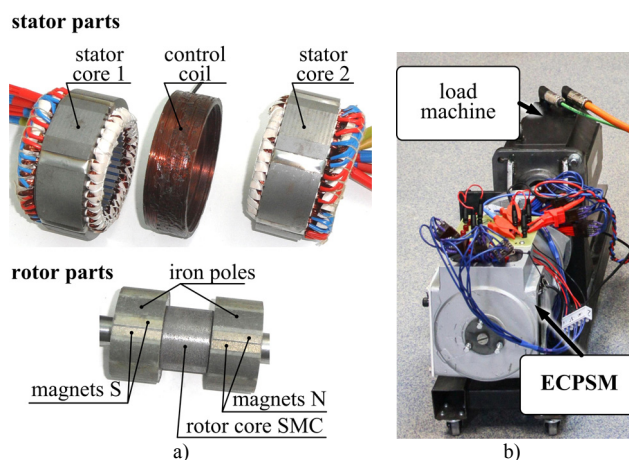 stator parts
stator
core 1
control
coil
stator
core 2
rotor parts
iron poles
magnets S
magnets N
rotor core SMC
a)
load
machine
ECPSM
b)